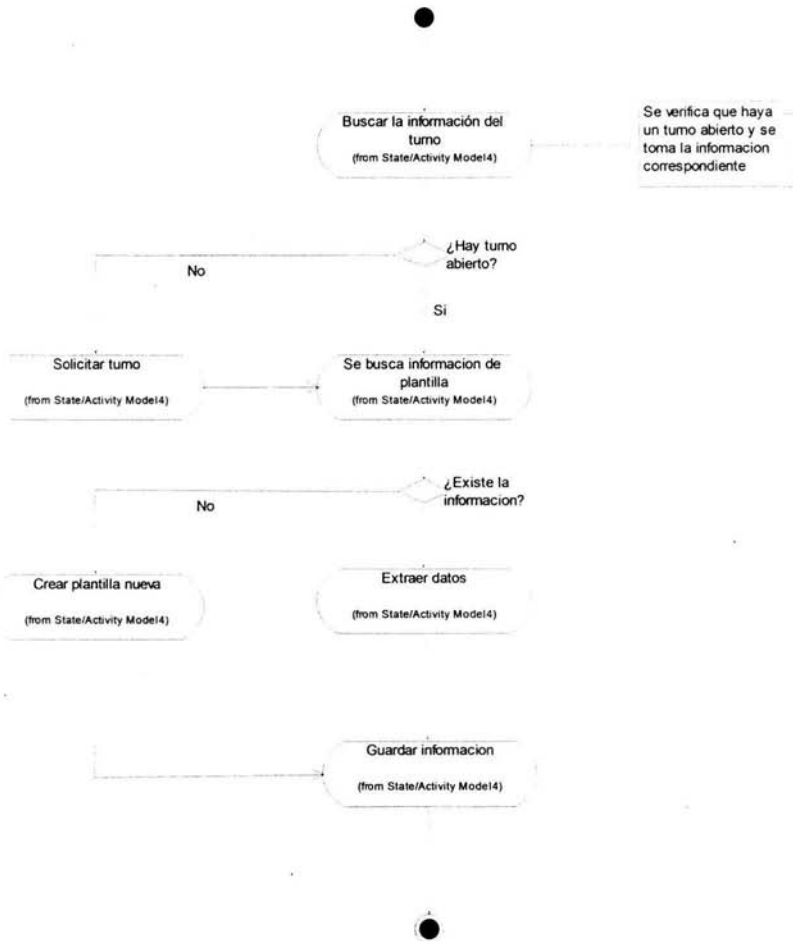 Buscar la información del
turno
(from State/Activity Model4)
Se verifica que haya
un turno abierto y se
toma la informacion
correspondiente
¿Hay turno
abierto?
No
Si
Solicitar turno
(from State/Activity Model4)
Se busca informacion de
plantilla
(from State/Activity Model4)
¿Existe la
informacion?
No
Crear plantilla nueva
(from State/Activity Model4)
Extraer datos
(from State/Activity Model4)
Guardar informacion
(from State/Activity Model4)